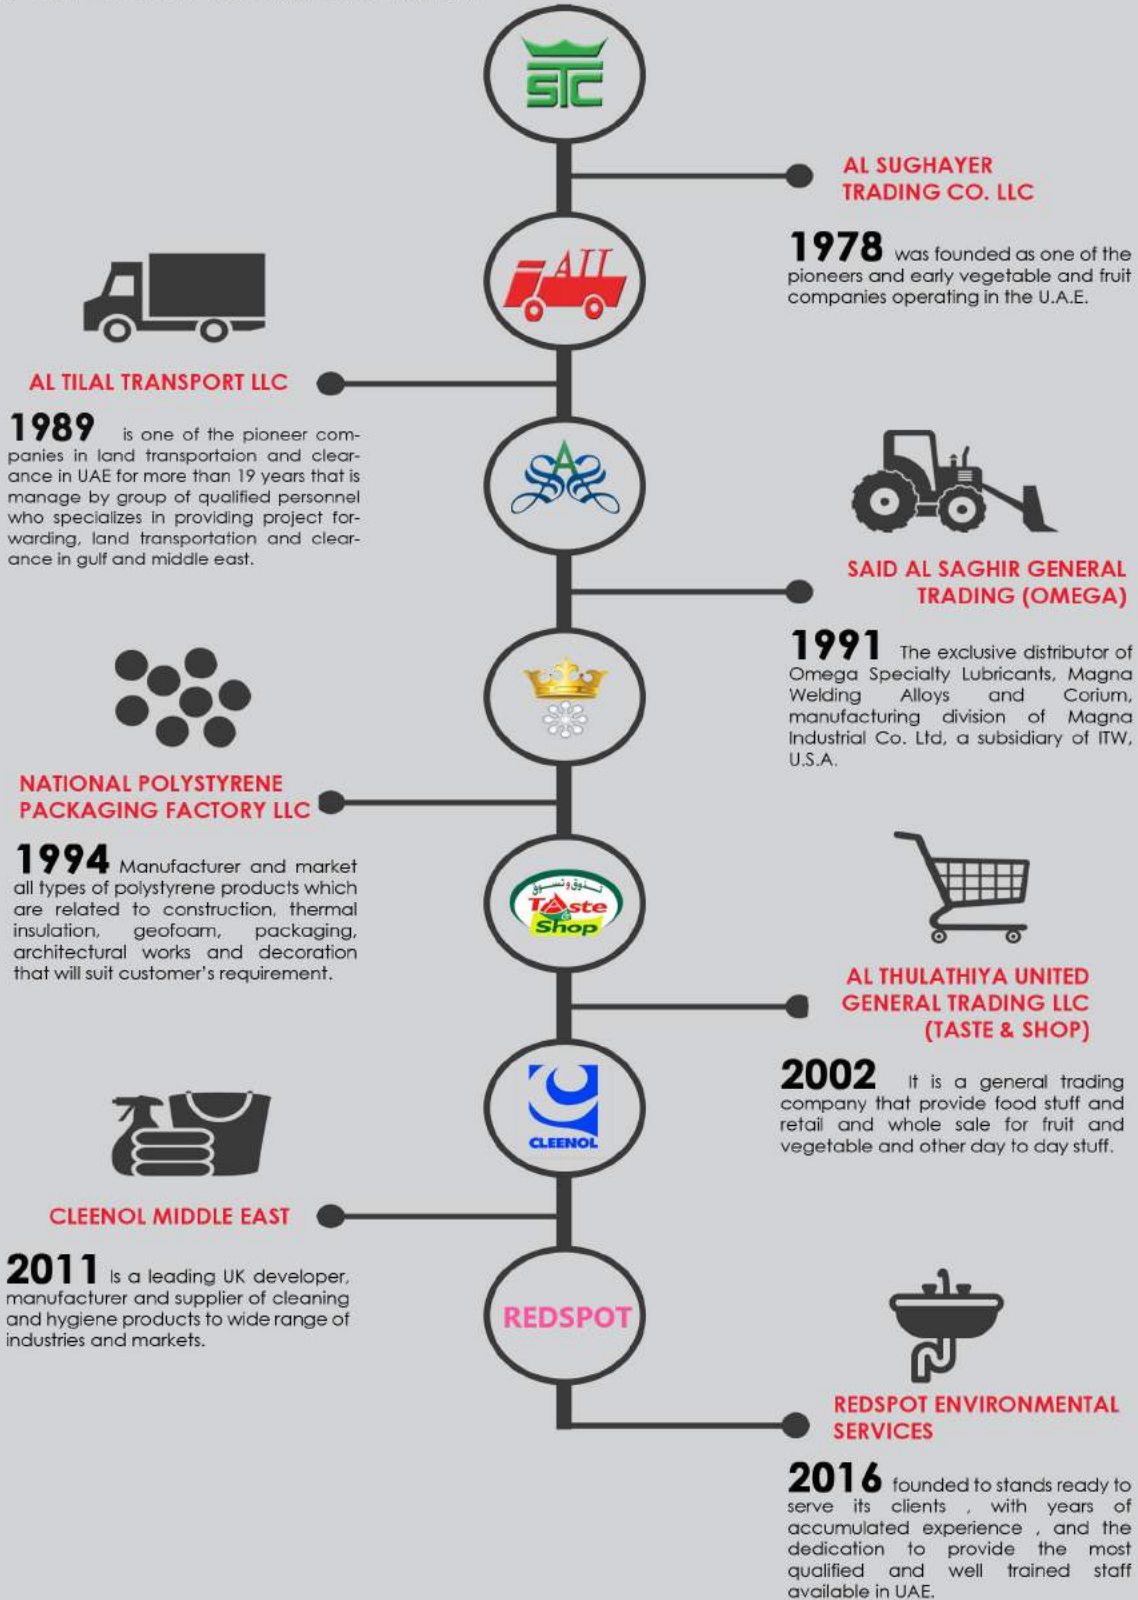 STC
AL SUGHAYER
TRADING CO. LLC
1978 was founded as one of the
pioneers and early vegetable and fruit
companies operating in the U.A.E.
ATT
AL TILAL TRANSPORT LLC
1989 is one of the pioneer com-
panies in land transportaion and clear-
ance in UAE for more than 19 years that is
manage by group of qualified personnel
who specializes in providing project for-
warding, land transportation and clear-
ance in gulf and middle east.
SAS
SAID AL SAGHIR GENERAL
TRADING (OMEGA)
1991 The exclusive distributor of
Omega Specialty Lubricants, Magna
Welding Alloys and Corium,
manufacturing division of Magna
Industrial Co. Ltd, a subsidiary of ITW,
U.S.A.
NATIONAL POLYSTYRENE
PACKAGING FACTORY LLC
1994 Manufacturer and market
all types of polystyrene products which
are related to construction, thermal
insulation, geofoam, packaging,
architectural works and decoration
that will suit customer's requirement.
تذوق وتسوق
Taste
&
Shop
AL THULATHIYA UNITED
GENERAL TRADING LLC
(TASTE & SHOP)
2002 It is a general trading
company that provide food stuff and
retail and whole sale for fruit and
vegetable and other day to day stuff.
CLEENOL
CLEENOL MIDDLE EAST
2011 Is a leading UK developer,
manufacturer and supplier of cleaning
and hygiene products to wide range of
industries and markets.
REDSPOT
REDSPOT ENVIRONMENTAL
SERVICES
2016 founded to stands ready to
serve its clients , with years of
accumulated experience , and the
dedication to provide the most
qualified and well trained staff
available in UAE.